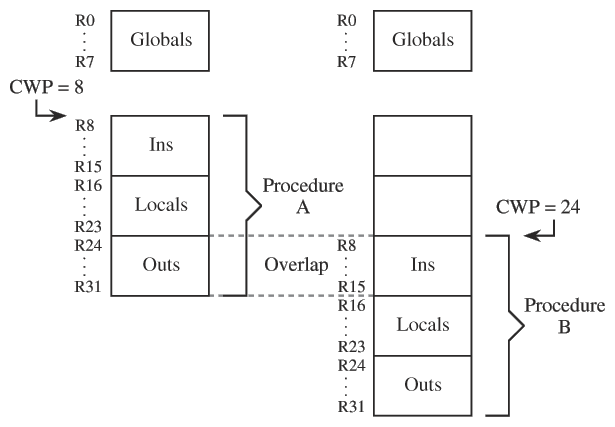 R0
R7
Globals
R0
R7
Globals
CWP = 8
R8
R15
Ins
R16
R23
Locals
Procedure
A
CWP = 24
R24
R31
Outs
Overlap
R8
R15
Ins
R16
R23
Locals
Procedure
B
R24
R31
Outs